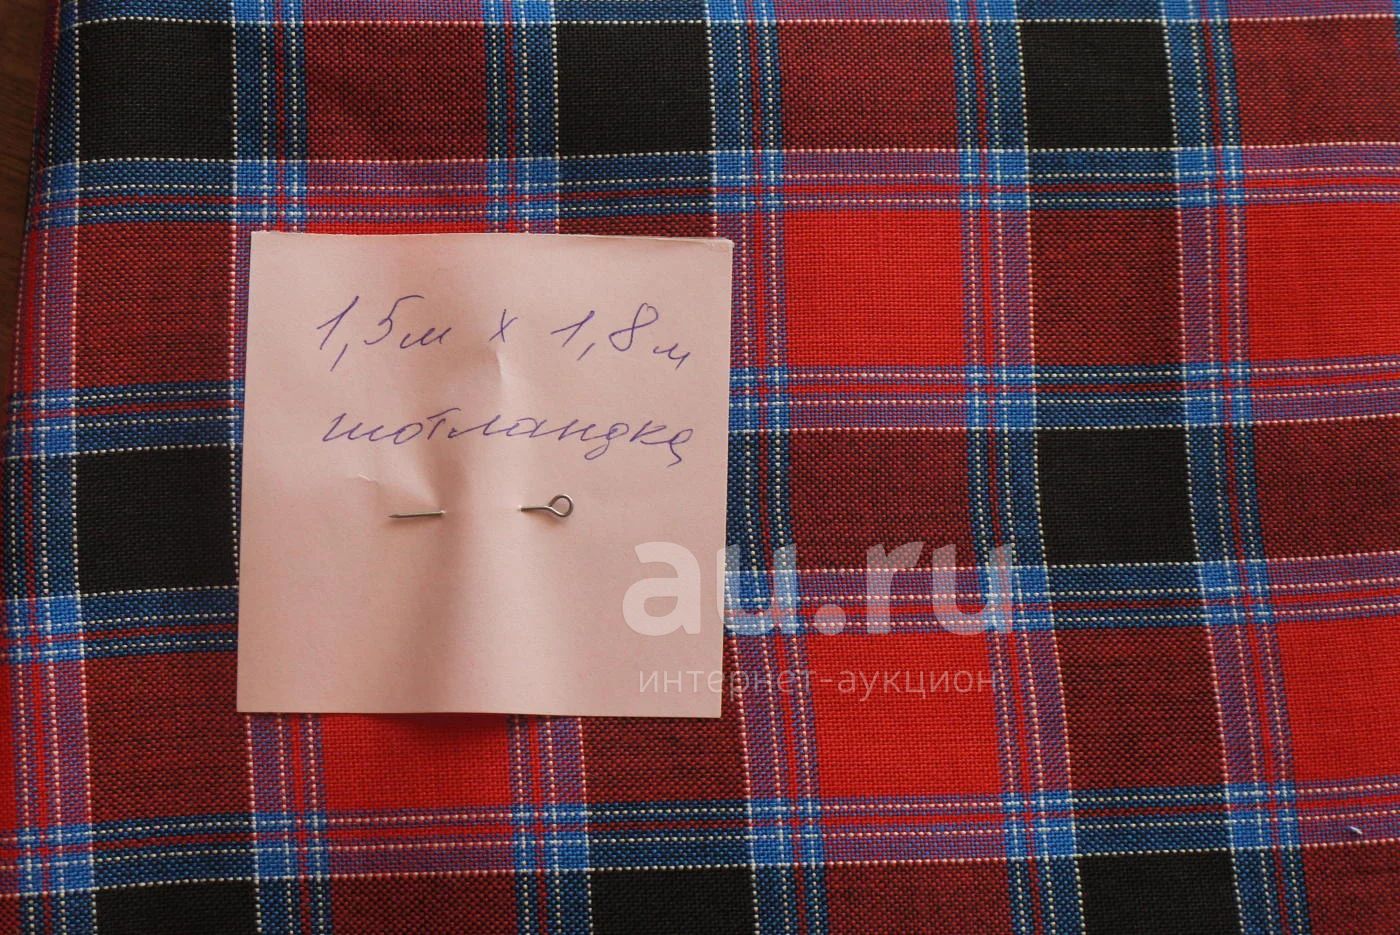 1,5м х 1,8м
шотландка
au.ru
интернет-аукцион